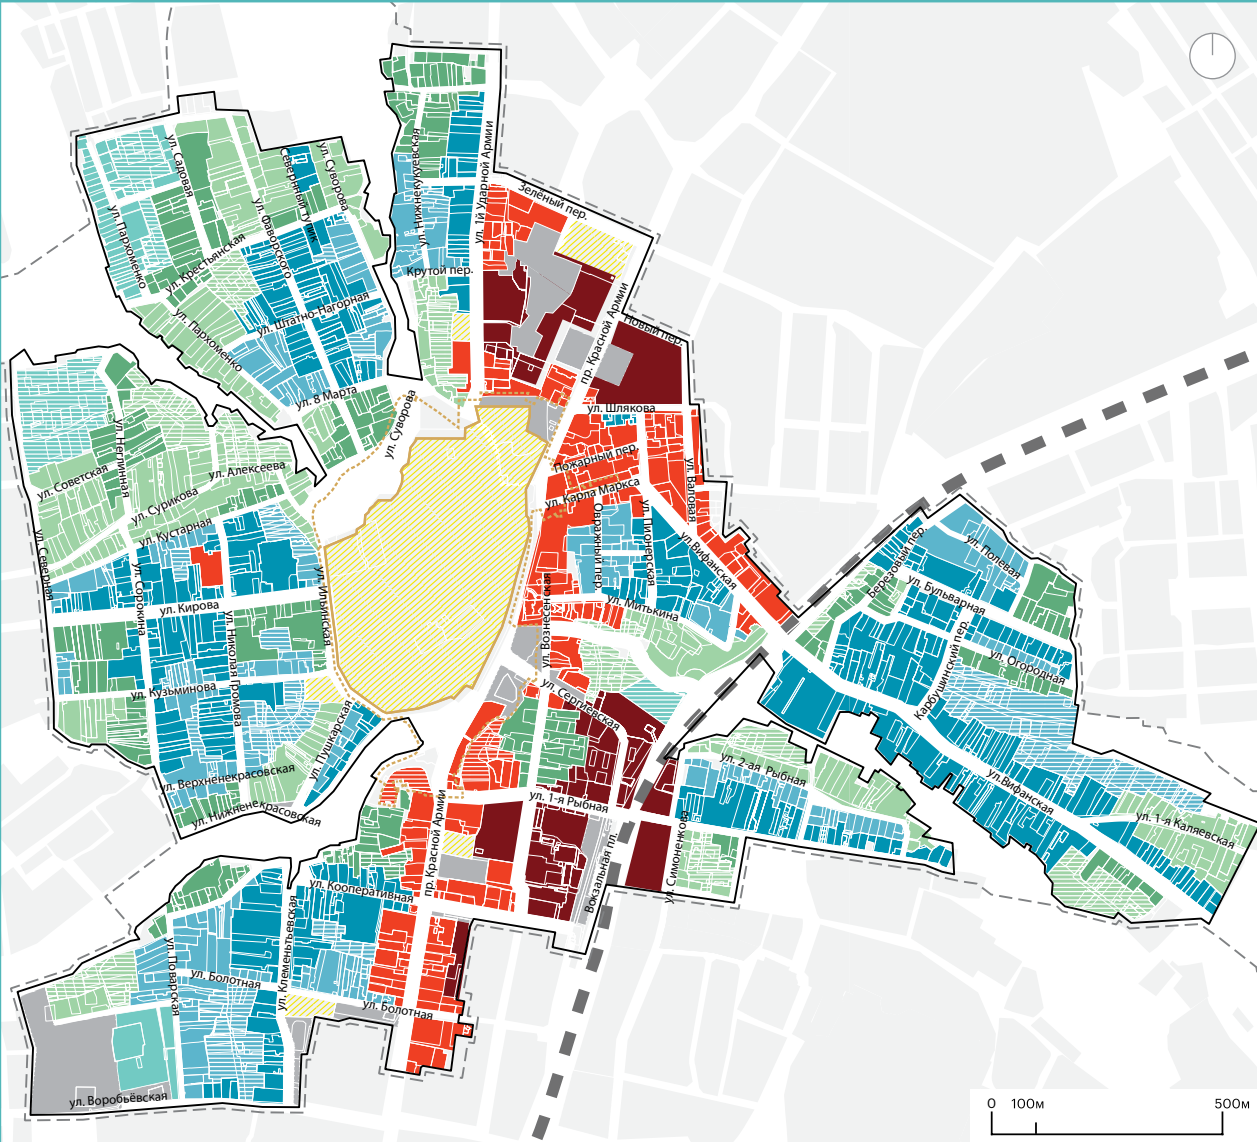 ул. Нижнекукуевская
ул. 1й Ударной Армии
Зелёный пер.
ул. Садовая
Северный тупик
ул. Суворова
ул. Пархоменко
ул. Крестьянская
ул. Фаворского
Крутой пер.
ул. Штатно-Нагорная
ул. Пархоменко
пр. Красной Армии
Новый пер.
ул. 8 Марта
ул. Суворова
ул. Шлякова
ул. Неглинная
ул. Советская
ул. Алексеева
ул. Сурикова
ул. Кустарная
Пожарный пер.
ул. Карла Маркса
ул. Валовая
Овражный пер.
ул. Пионерская
ул.Вифанская
ул. Северная
ул. Сорокина
ул. Кирова
ул. Николая Громова
ул. Ильинская
ул. Вознесенская
ул. Митькина
Березовый пер.
ул. Полевая
ул. Бульварная
ул. Огородная
Карбушинский пер.
ул. Кузьминова
ул. Сергиевская
ул. Пушкарская
ул. Верхненекрасовская
ул. Нижненекрасовская
ул. 2-ая Рыбная
ул.Вифанская
ул. 1-я Каляевская
ул. 1-я Рыбная
пр. Красной Армии
Вокзальная пл.
ул. Симоненкова
ул. Кооперативная
ул. Клементьевская
ул. Поварская
ул. Болотная
ул. Болотная
ул. Воробьёвская
0 100м 500м